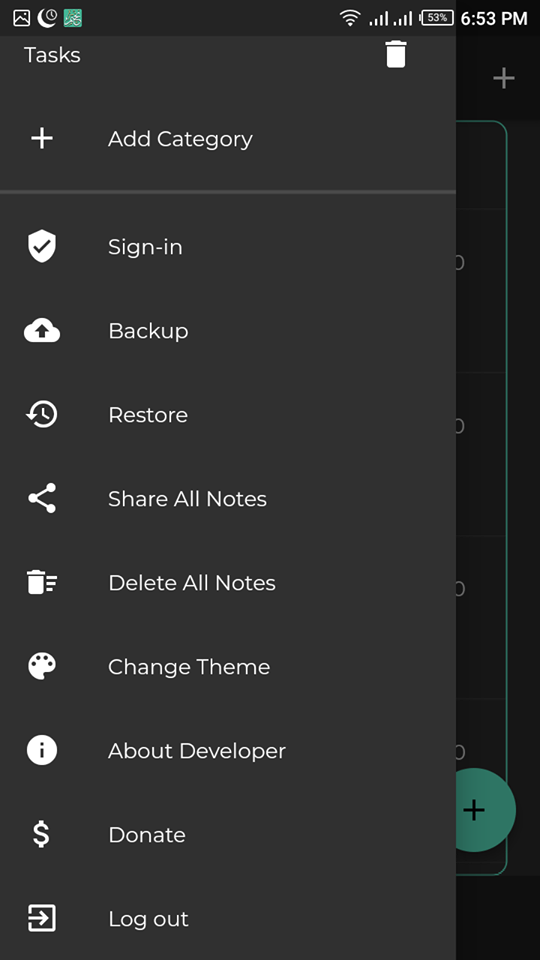 53% 6:53 PM
Tasks
Add Category
Sign-in
Backup
Restore
Share All Notes
Delete All Notes
Change Theme
About Developer
Donate
Log out